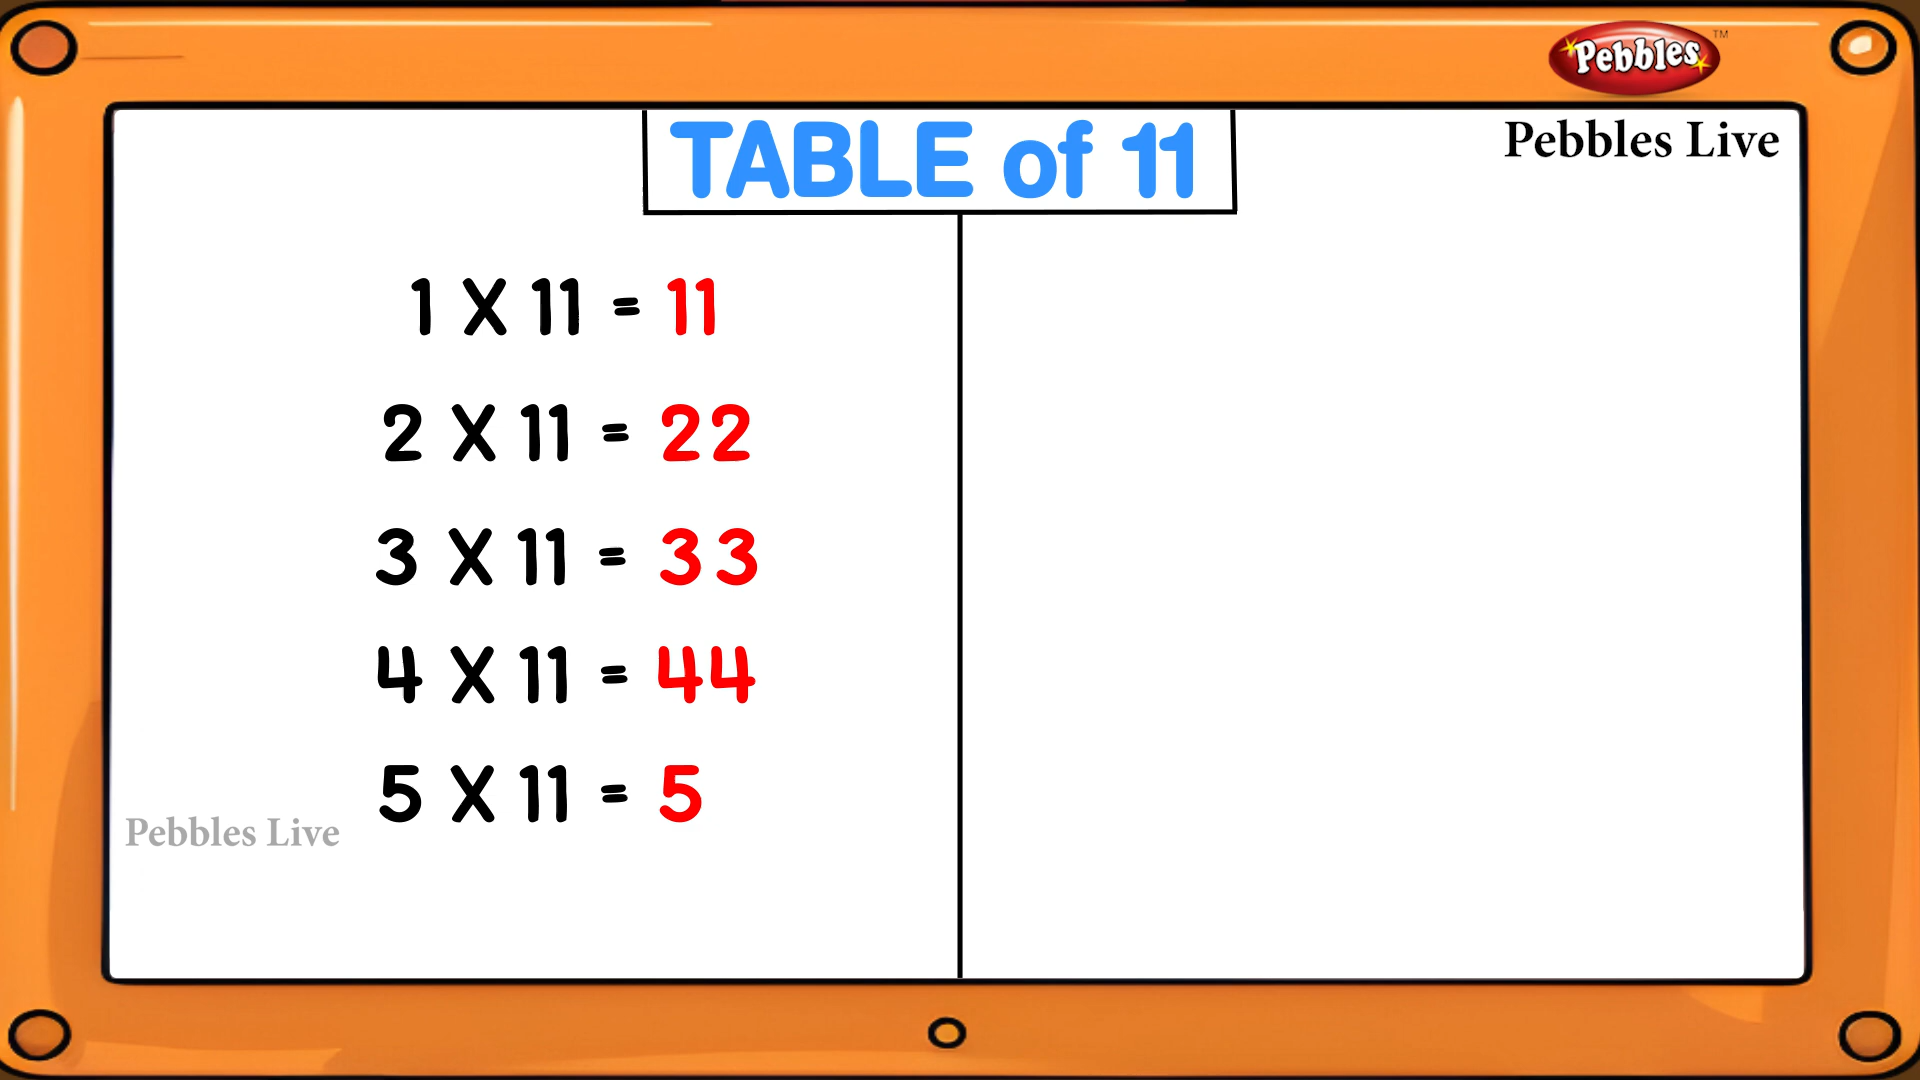 Pebbles™
TABLE of 11
Pebbles Live
1 X 11 = 11
2 X 11 = 22
3 X 11 = 33
4 X 11 = 44
5 X 11 = 5
Pebbles Live